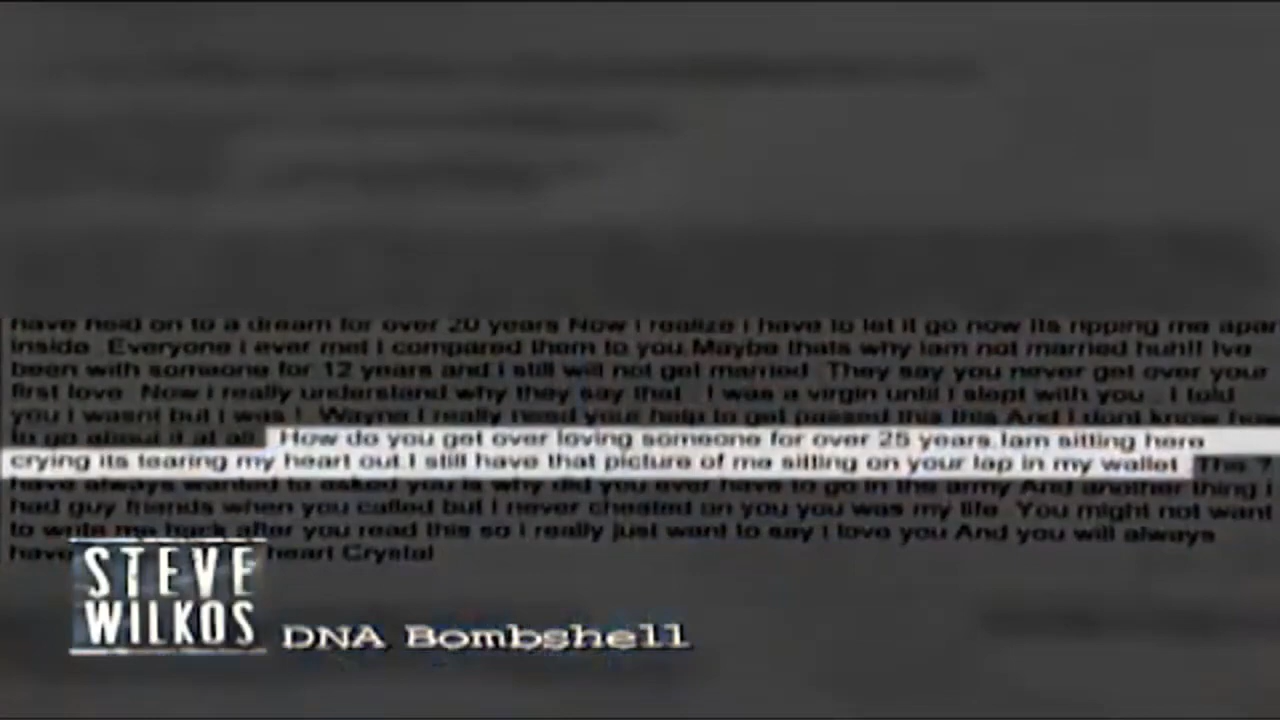 have held on to a dream for over 20 years Now i realize i have to let it go now its ripping me apar
inside Everyone i ever met I compared them to you Maybe thats why Iam not married huh!! Ive
been with someone for 12 years and i still will not get married They say you never get over your
first love Now i really understand why they say that I was a virgin until I slept with you I told
you I wasnt but I was ! Wayne I really need your help to get passed this this And I dont know how
to go about it at all How do you get over loving someone for over 25 years Iam sitting here
crying its tearing my heart out I still have that picture of me sitting on your lap in my wallet The ?
have always wanted to asked you is why did you ever have to go in the army And another thing I
had guy friends when you called but I never cheated on you you was my life You might not want
to write me back after you read this so i really just want to say I love you And you will always
have heart Crystal
STEVE
WILKOS
DNA Bombshell